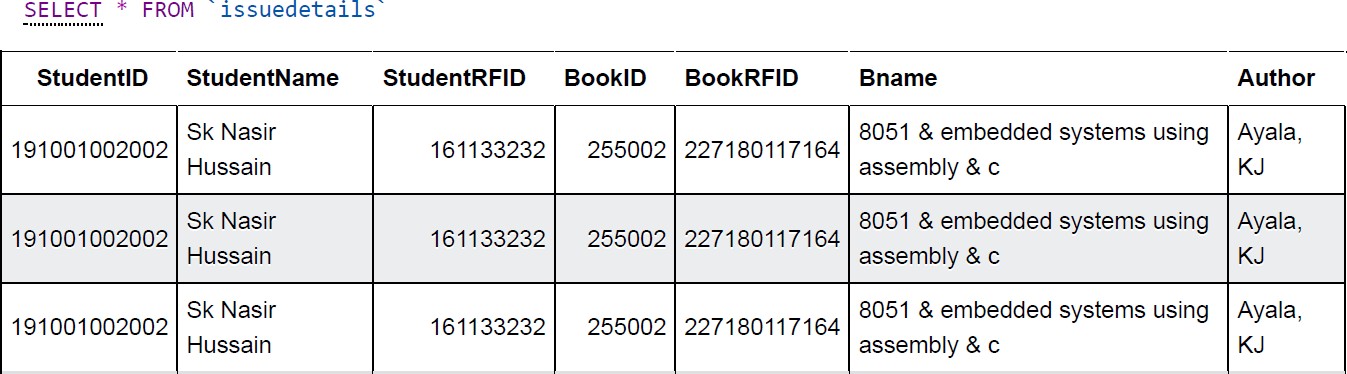 SELECT * FROM `issuedetails`
StudentID StudentName StudentRFID BookID BookRFID Bname Author
191001002002 Sk Nasir Hussain 161133232 255002 227180117164 8051 & embedded systems using assembly & c Ayala, KJ
191001002002 Sk Nasir Hussain 161133232 255002 227180117164 8051 & embedded systems using assembly & c Ayala, KJ
191001002002 Sk Nasir Hussain 161133232 255002 227180117164 8051 & embedded systems using assembly & c Ayala, KJ